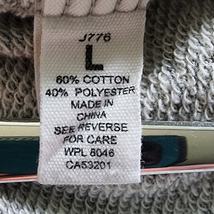 J776
L
60% COTTON
40% POLYESTER
MADE IN
CHINA
SEE REVERSE
FOR CARE
WPL 8046
CA53201